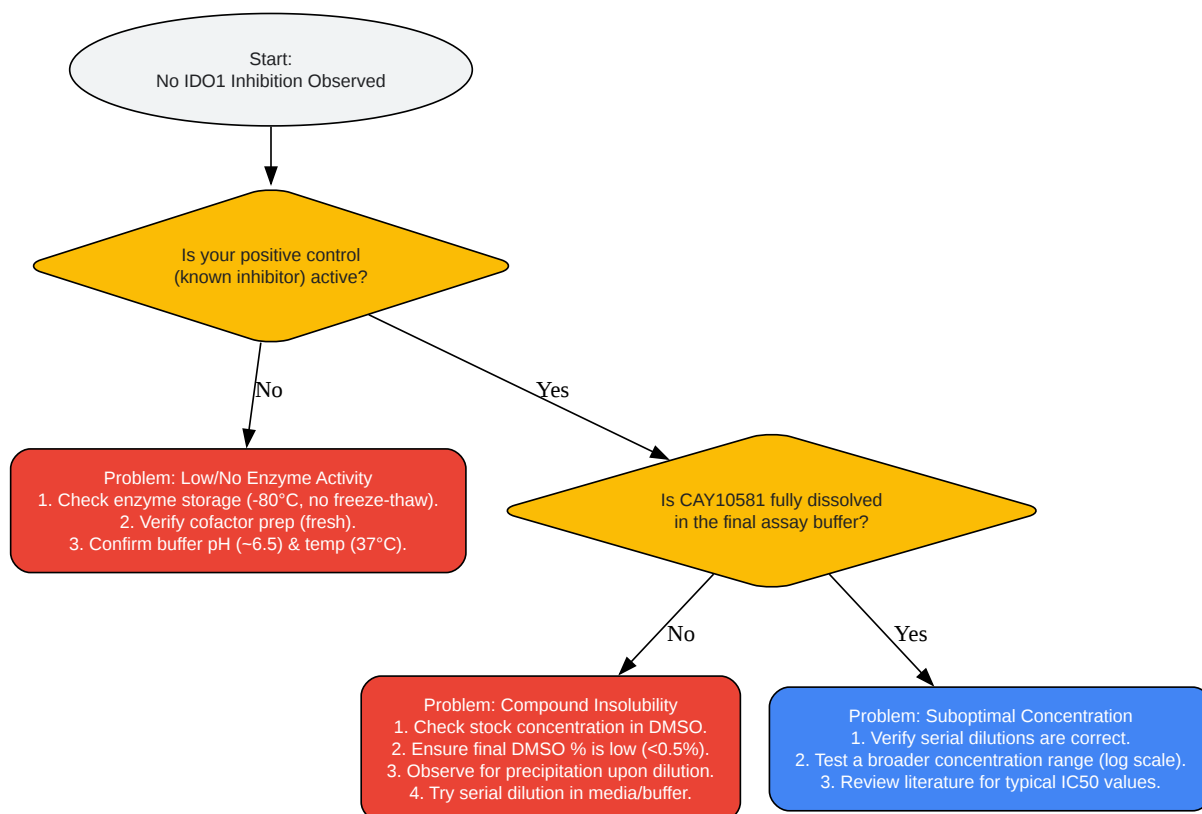 Start:
No IDO1 Inhibition Observed
Is your positive control
(known inhibitor) active?
No
Yes
Problem: Low/No Enzyme Activity
1. Check enzyme storage (-80°C, no freeze-thaw).
2. Verify cofactor prep (fresh).
3. Confirm buffer pH (~6.5) & temp (37°C).
Is CAY10581 fully dissolved
in the final assay buffer?
No
Yes
Problem: Compound Insolubility
1. Check stock concentration in DMSO.
2. Ensure final DMSO % is low (<0.5%).
3. Observe for precipitation upon dilution.
4. Try serial dilution in media/buffer.
Problem: Suboptimal Concentration
1. Verify serial dilutions are correct.
2. Test a broader concentration range (log scale).
3. Review literature for typical IC50 values.